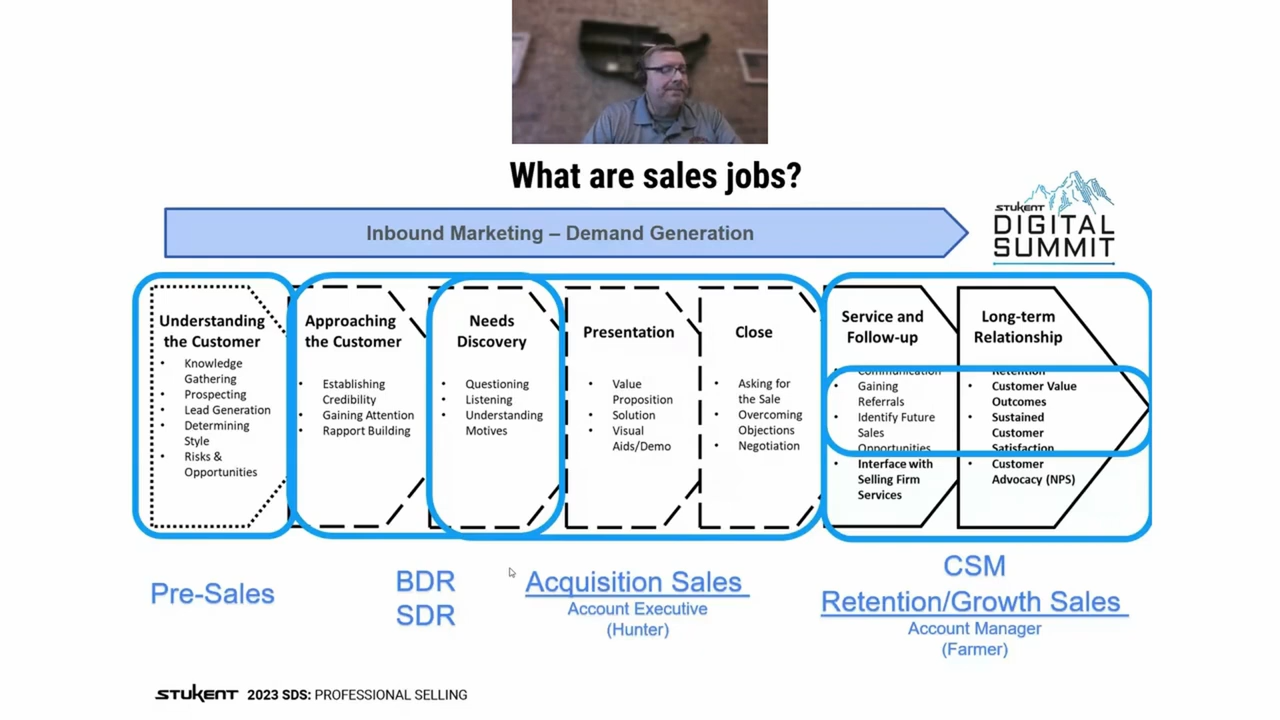 What are sales jobs?
STUKENT
DIGITAL
SUMMIT
Inbound Marketing – Demand Generation
Understanding
the Customer
• Knowledge
Gathering
• Prospecting
• Lead Generation
• Determining
Style
• Risks &
Opportunities
Approaching
the Customer
• Establishing
Credibility
• Gaining Attention
• Rapport Building
Needs
Discovery
• Questioning
• Listening
• Understanding
Motives
Presentation
• Value
Proposition
• Solution
• Visual
Aids/Demo
Close
• Asking for
the Sale
• Overcoming
Objections
• Negotiation
Service and
Follow-up
• Communication
• Gaining
Referrals
• Identify Future
Sales
Opportunities
• Interface with
Selling Firm
Services
Long-term
Relationship
• Retention
• Customer Value
Outcomes
• Sustained
Customer
Satisfaction
• Customer
Advocacy (NPS)
Pre-Sales
BDR
SDR
Acquisition Sales
Account Executive
(Hunter)
CSM
Retention/Growth Sales
Account Manager
(Farmer)
STUKENT 2023 SDS: PROFESSIONAL SELLING